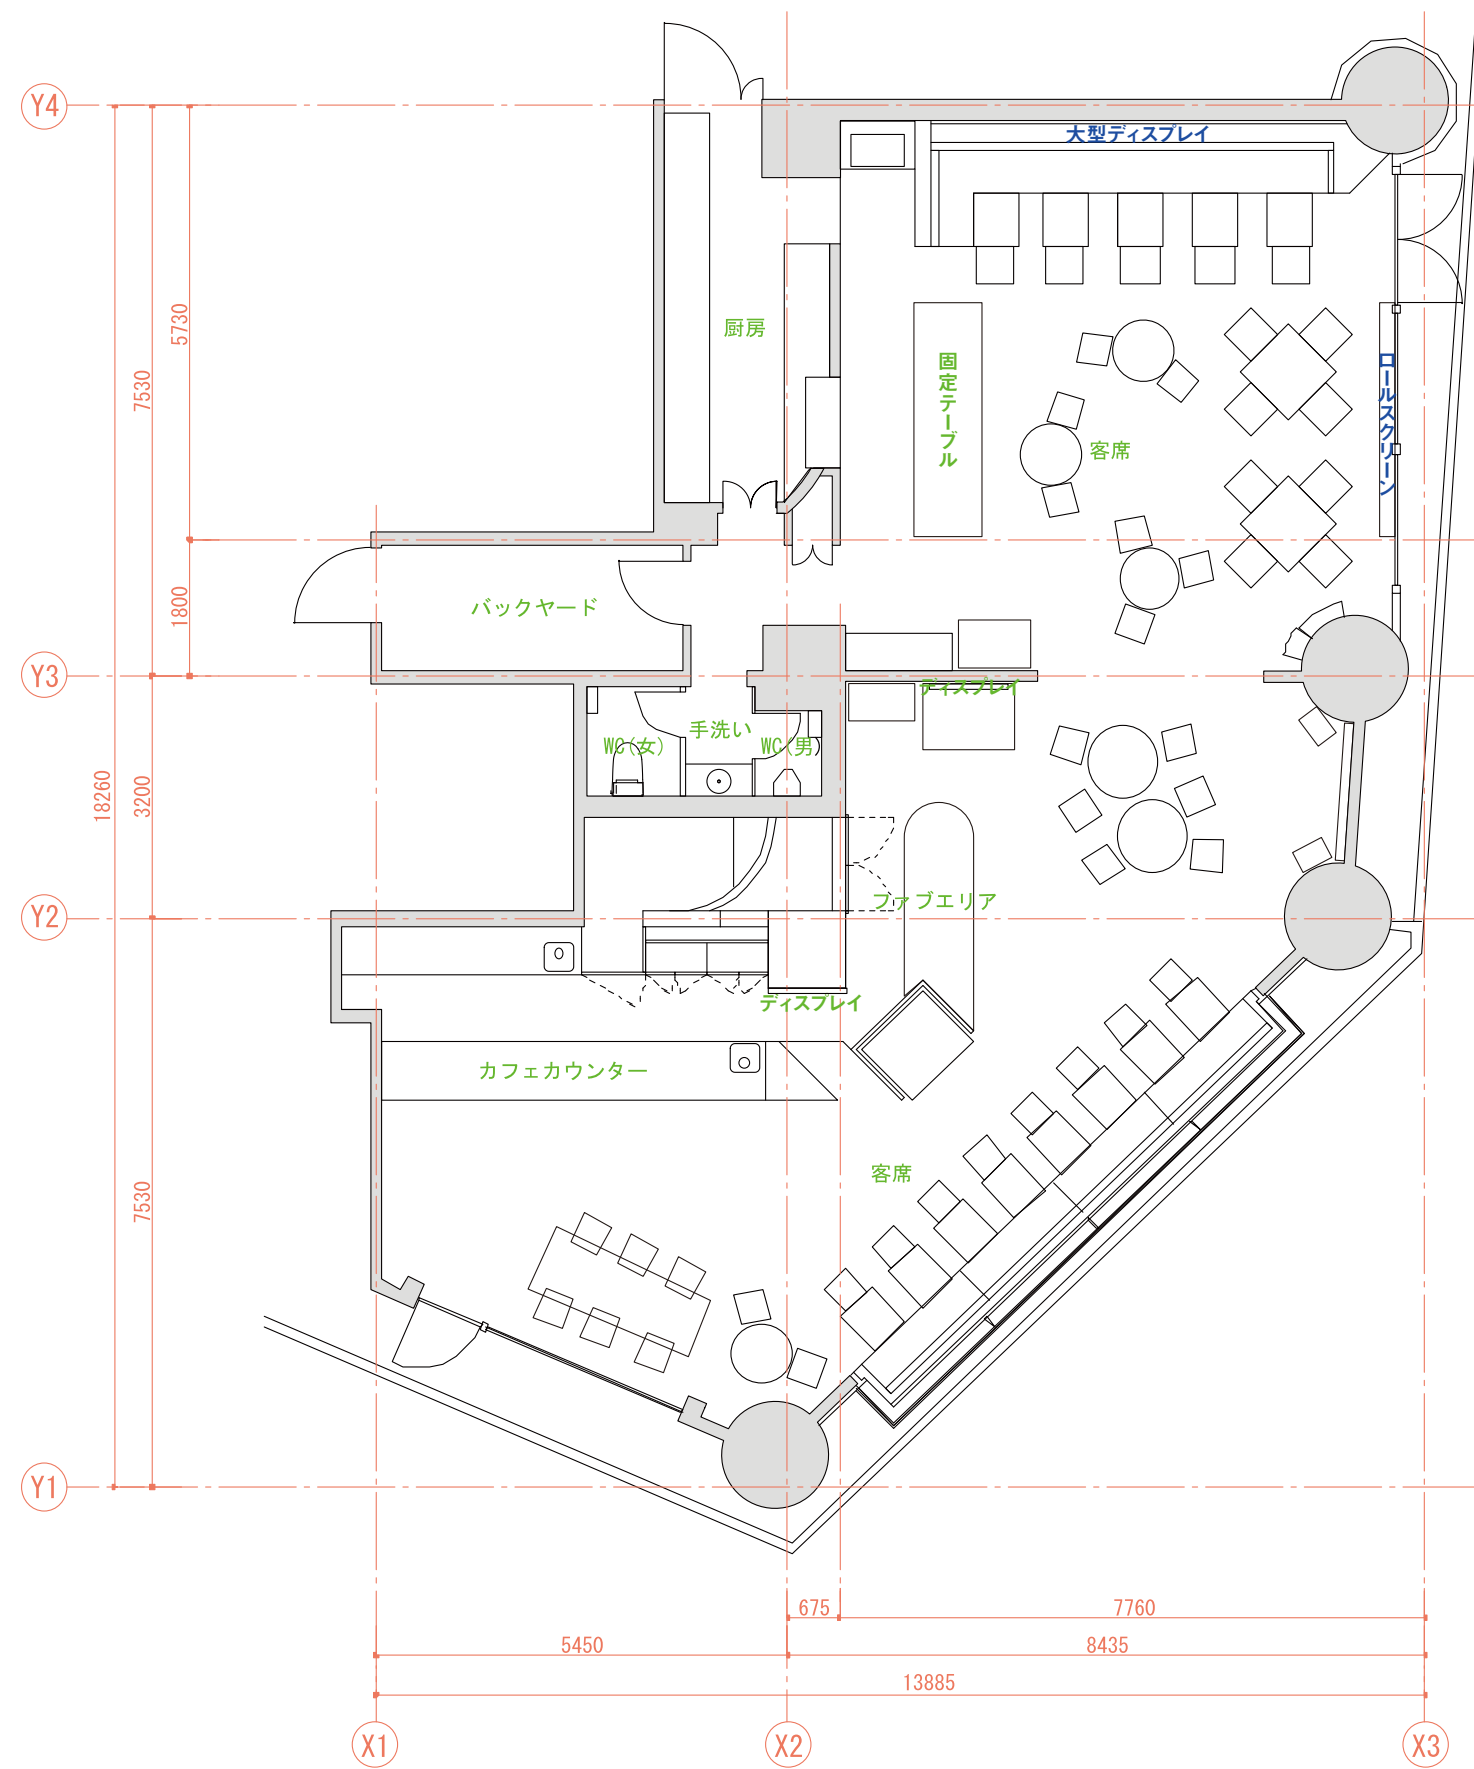 Y4
大型ディスプレイ
5730
厨房
固定テーブル
ロールスクリーン
7530
客席
1800
バックヤード
Y3
ディスプレイ
手洗い
WC(女)
WC(男)
18260
3200
ファブエリア
Y2
ディスプレイ
カフェカウンター
7530
客席
Y1
675
7760
5450
8435
13885
X1
X2
X3